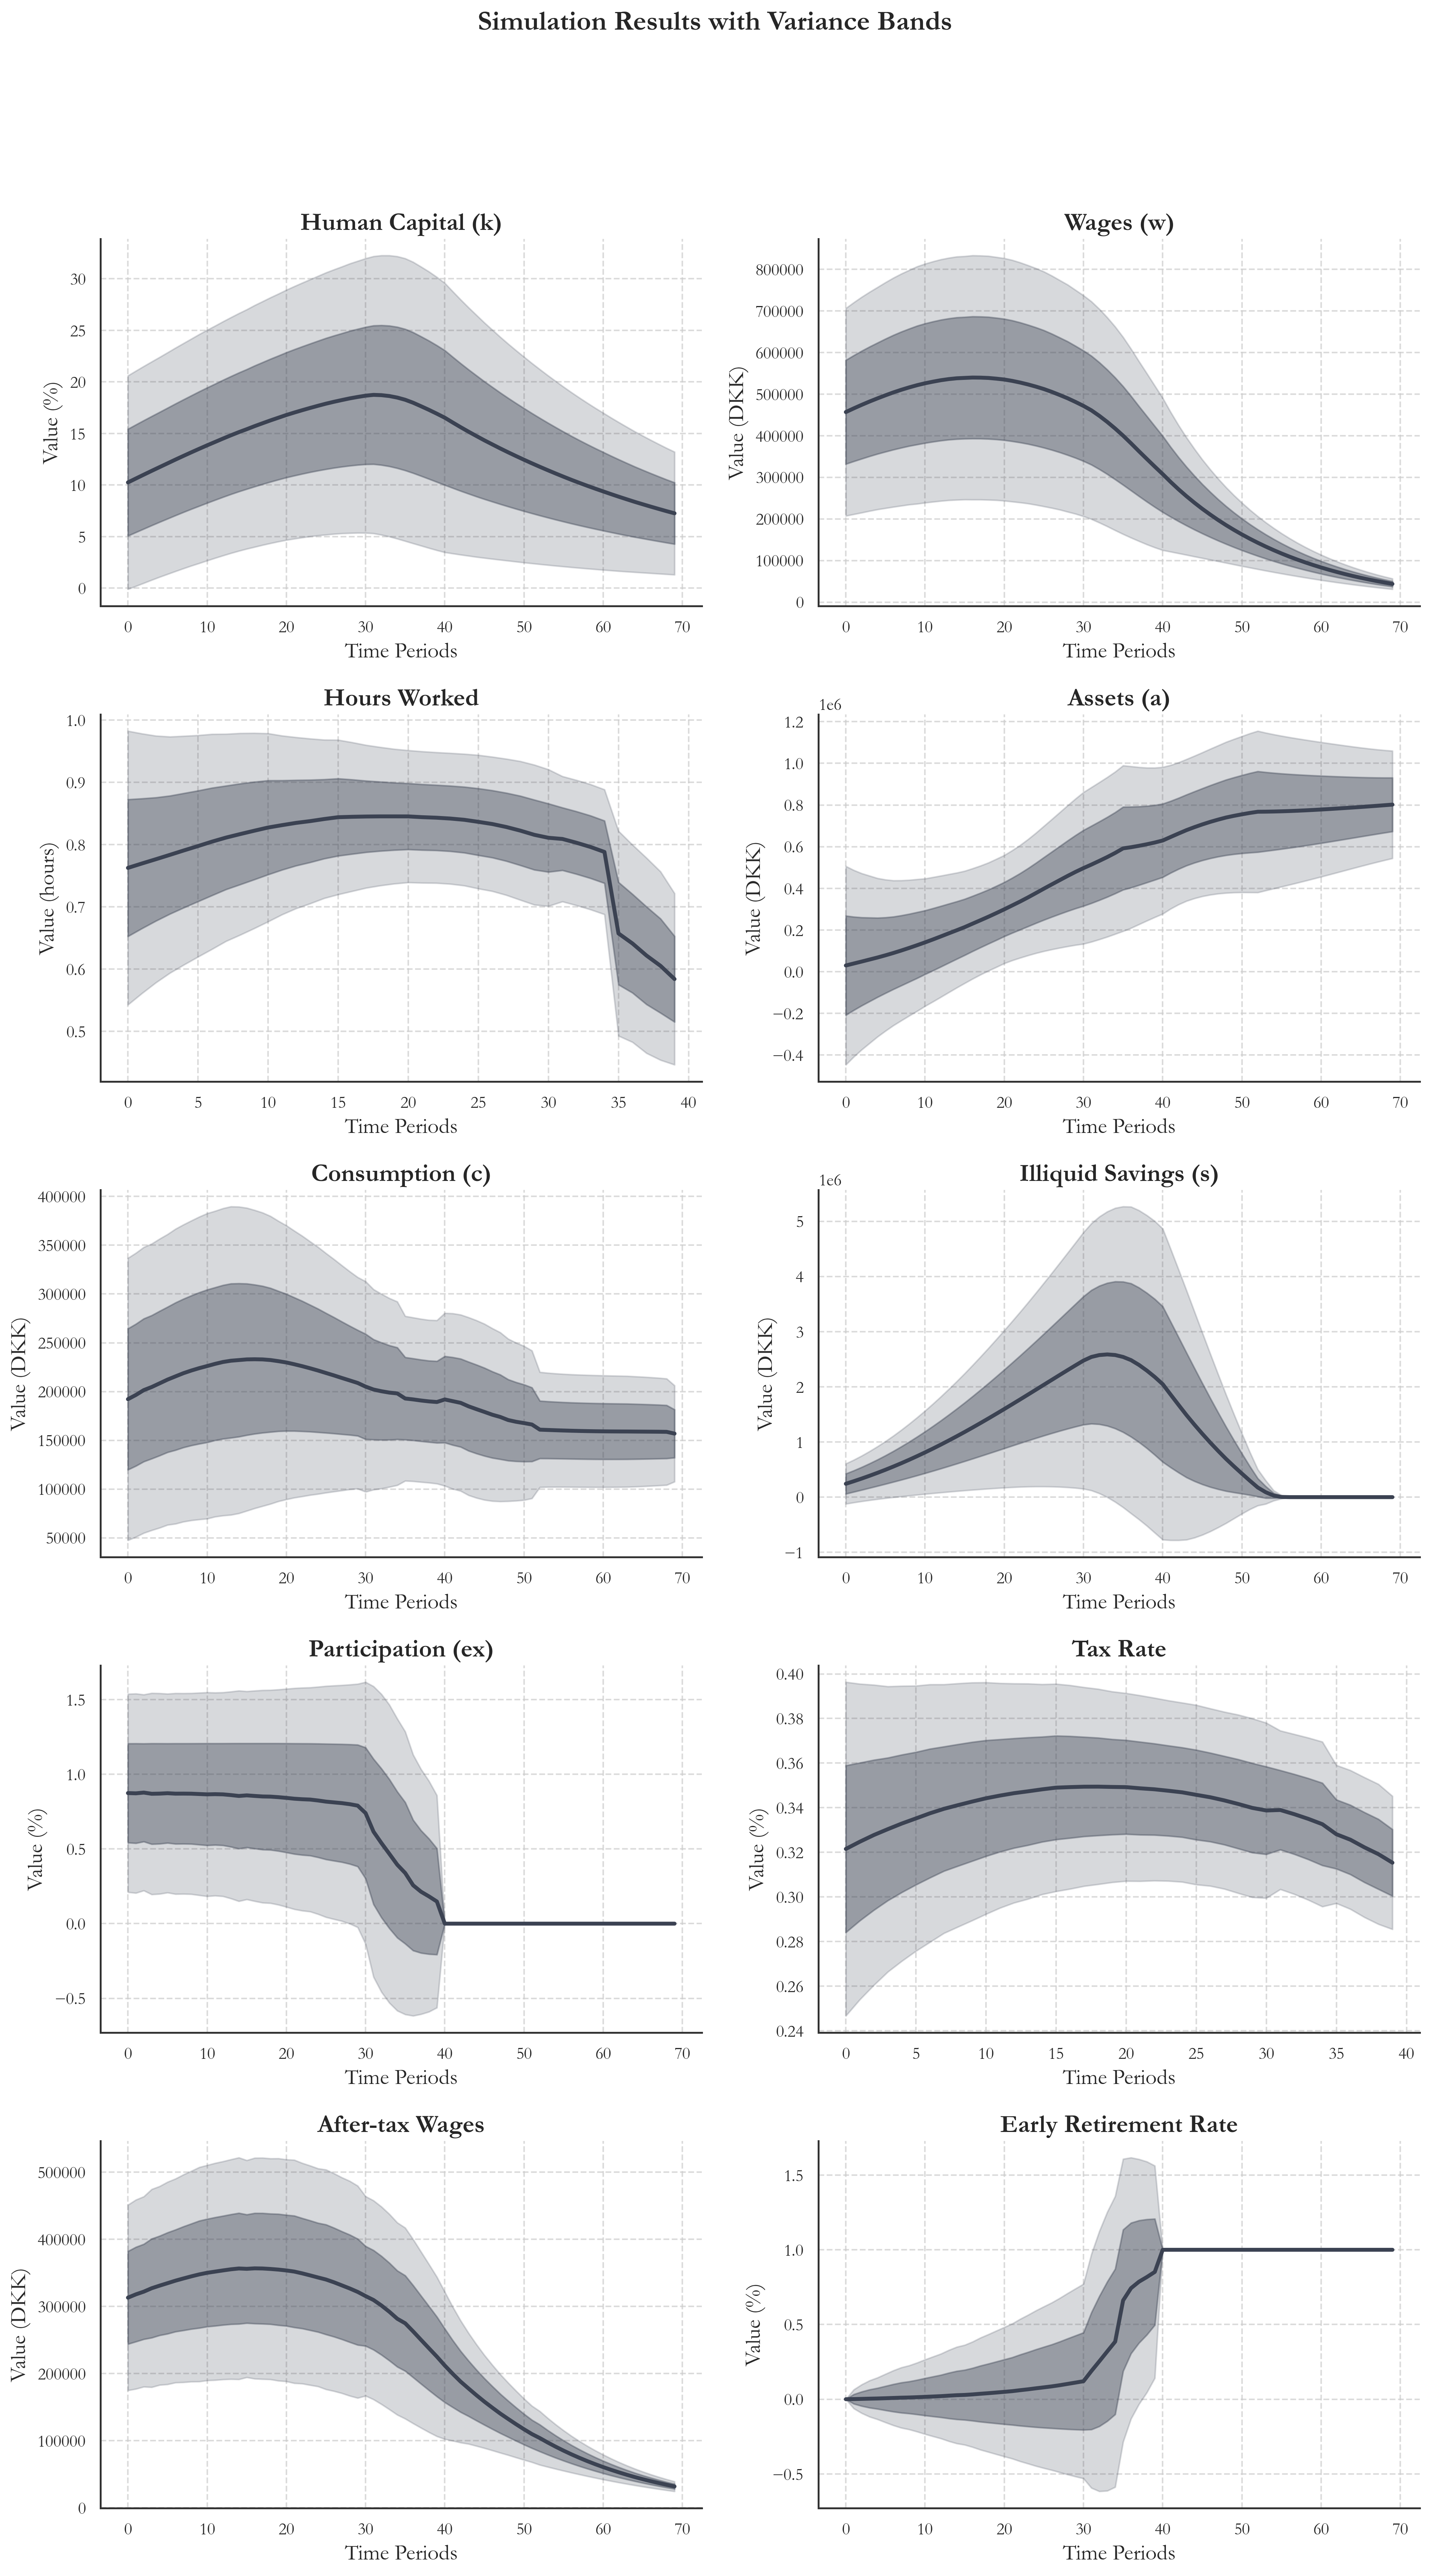 Simulation Results with Variance Bands
Human Capital (k)
Value (%)
30
25
20
15
10
5
0
0 10 20 30 40 50 60 70
Time Periods
Wages (w)
Value (DKK)
800000
700000
600000
500000
400000
300000
200000
100000
0
0 10 20 30 40 50 60 70
Time Periods
Hours Worked
Value (hours)
1.0
0.9
0.8
0.7
0.6
0.5
0 5 10 15 20 25 30 35 40
Time Periods
Assets (a)
1e6
Value (DKK)
1.2
1.0
0.8
0.6
0.4
0.2
0.0
−0.2
−0.4
0 10 20 30 40 50 60 70
Time Periods
Consumption (c)
Value (DKK)
400000
350000
300000
250000
200000
150000
100000
50000
0 10 20 30 40 50 60 70
Time Periods
Illiquid Savings (s)
1e6
Value (DKK)
5
4
3
2
1
0
−1
0 10 20 30 40 50 60 70
Time Periods
Participation (ex)
Value (%)
1.5
1.0
0.5
0.0
−0.5
0 10 20 30 40 50 60 70
Time Periods
Tax Rate
Value (%)
0.40
0.38
0.36
0.34
0.32
0.30
0.28
0.26
0.24
0 5 10 15 20 25 30 35 40
Time Periods
After-tax Wages
Value (DKK)
500000
400000
300000
200000
100000
0
0 10 20 30 40 50 60 70
Time Periods
Early Retirement Rate
Value (%)
1.5
1.0
0.5
0.0
−0.5
0 10 20 30 40 50 60 70
Time Periods